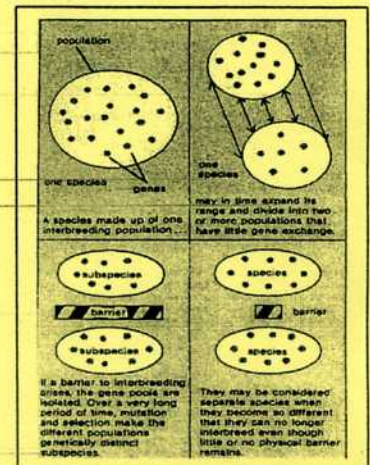 population
one species
genes
A species made up of one
interbreeding population ...
one
species
may in time expand its
range and divide into two
or more populations that
have little gene exchange.
subspecies
barrier
subspecies
If a barrier to interbreeding
arises, the gene pools are
isolated. Over a very long
period of time, mutation
and selection make the
different populations
genetically distinct
subspecies.
species
barrier
species
They may be considered
separate species when
they become so different
that they can no longer
interbreed even though
little or no physical barrier
remains.